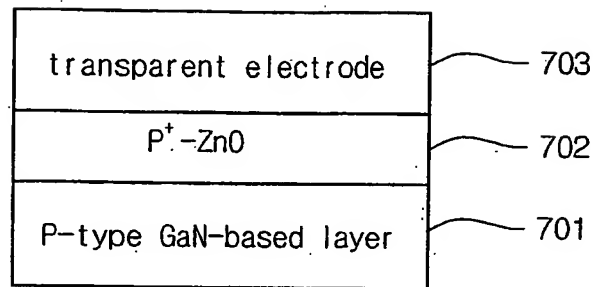 transparent electrode 703
P⁺-ZnO 702
P-type GaN-based layer 701